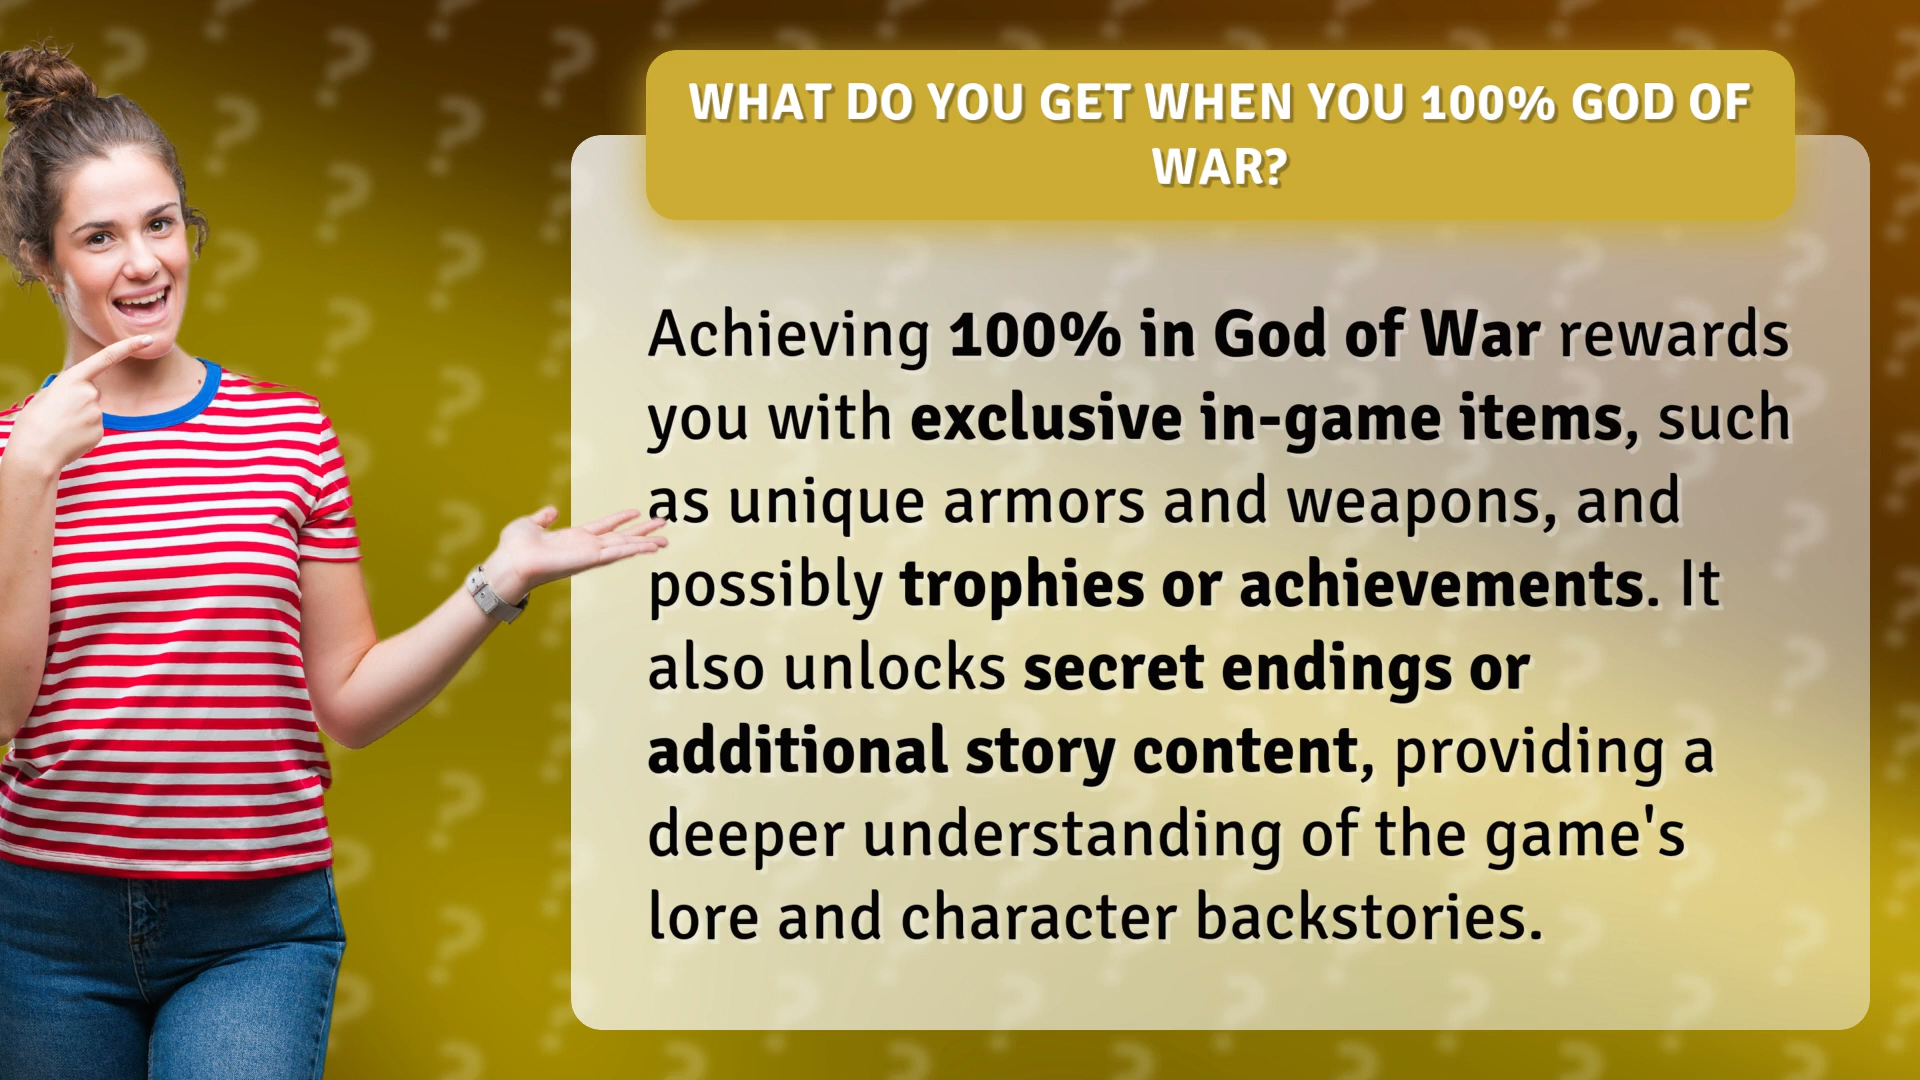 WHAT DO YOU GET WHEN YOU 100% GOD OF
WAR?
Achieving 100% in God of War rewards
you with exclusive in-game items, such
as unique armors and weapons, and
possibly trophies or achievements. It
also unlocks secret endings or
additional story content, providing a
deeper understanding of the game's
lore and character backstories.